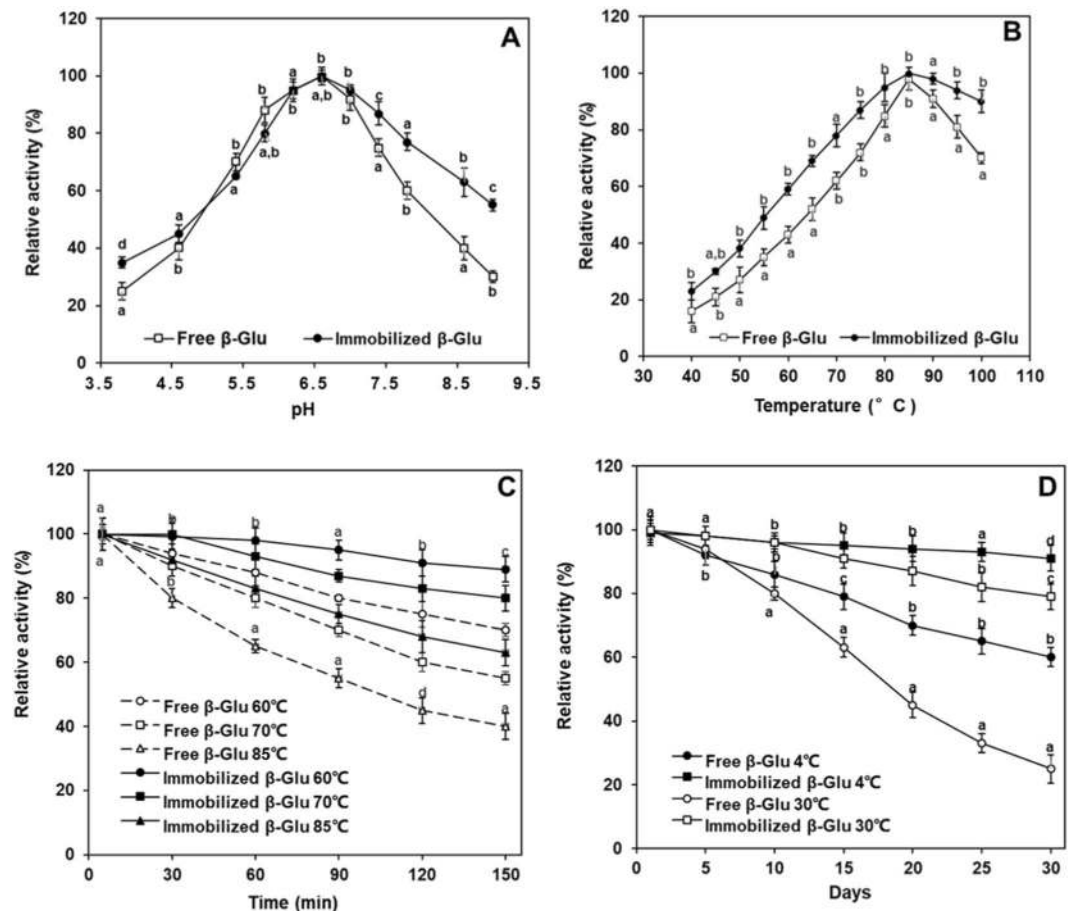 A
Relative activity (%)
120
100
80
60
40
20
0
d
a
a
b
b
a
b
a,b
a
b
b
a,b
b
b
c
a
a
b
b
a
c
b
Free β-Glu
Immobilized β-Glu
3.5 4.5 5.5 6.5 7.5 8.5 9.5
pH
B
Relative activity (%)
120
100
80
60
40
20
0
b
a
a,b
b
b
a
b
a
b
a
b
a
a
b
b
b
b
a
b
b
a
a
b
a
b
a
Free β-Glu
Immobilized β-Glu
30 40 50 60 70 80 90 100 110
Temperature (° C)
C
Relative activity (%)
120
100
80
60
40
20
0
a
a
b
b
b
a
a
a
b
d
c
a
Free β-Glu 60℃
Free β-Glu 70℃
Free β-Glu 85℃
Immobilized β-Glu 60℃
Immobilized β-Glu 70℃
Immobilized β-Glu 85℃
0 30 60 90 120 150
Time (min)
D
Relative activity (%)
120
100
80
60
40
20
0
a
b
b
b
a
b
c
a
b
b
a
a
b
b
a
d
c
b
a
Free β-Glu 4℃
Immobilized β-Glu 4℃
Free β-Glu 30℃
Immobilized β-Glu 30℃
0 5 10 15 20 25 30
Days